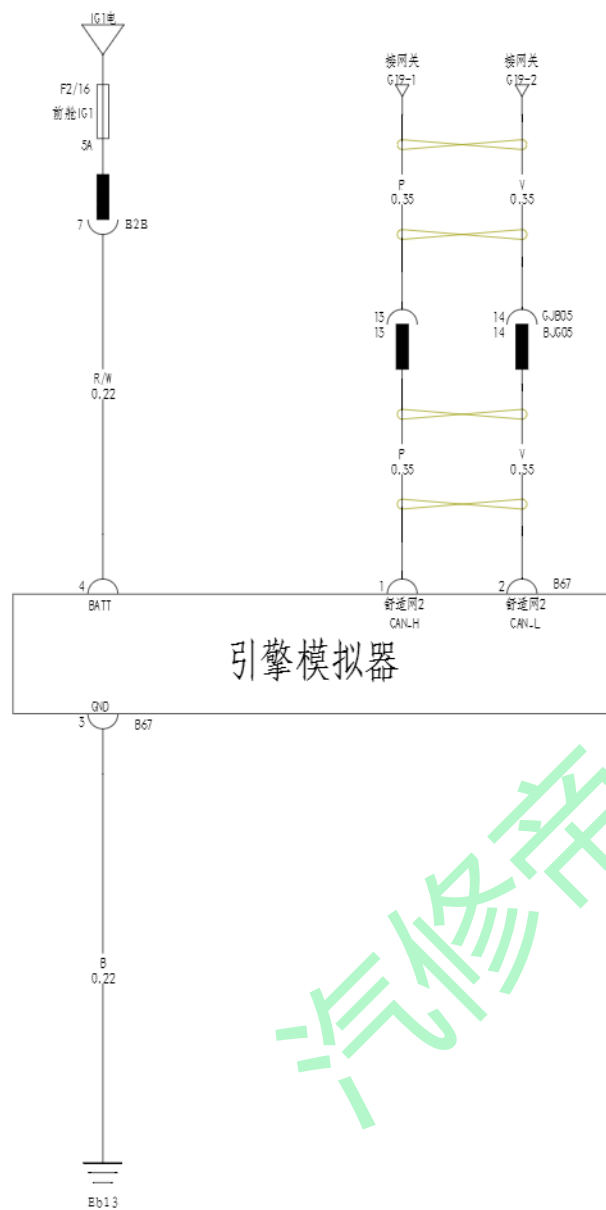 IG1电
F2/16
前舱IG1
5A
7 B2B
R/W
0.22
接网关
G19-1
接网关
G19-2
P
0.35
V
0.35
13
13
14
14
GJB05
BJG05
P
0.35
V
0.35
4
BATT
1
舒适网2
CAN-H
2
舒适网2
CAN-L
B67
引擎模拟器
GND
3 B67
B
0.22
Eb13
汽修帝